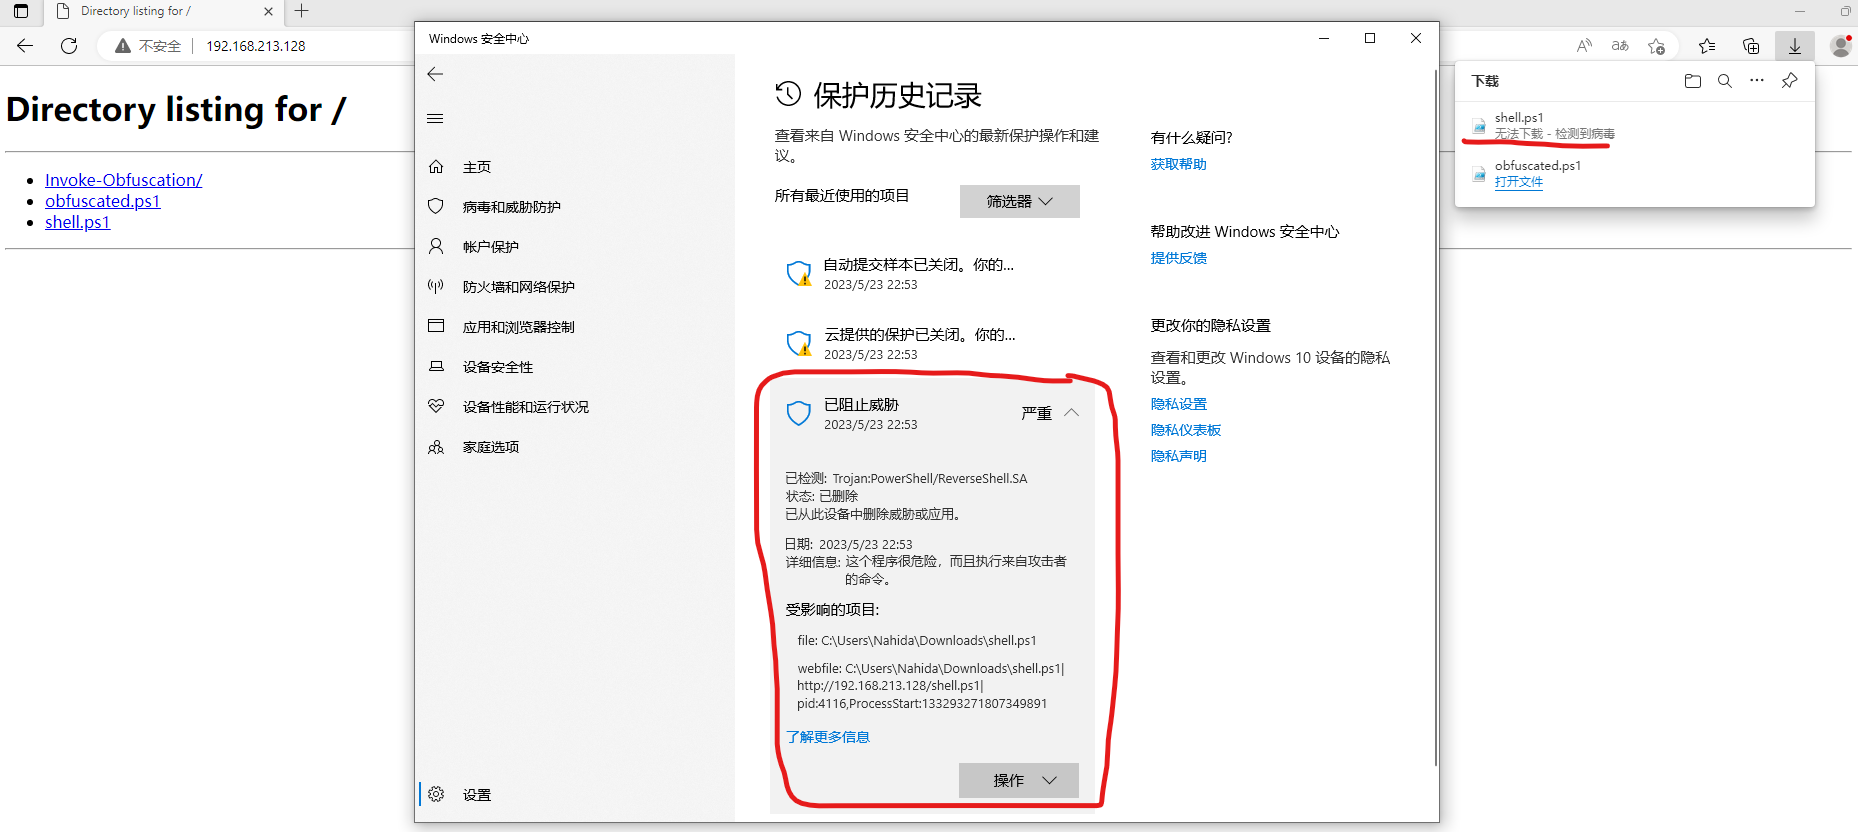 Directory listing for /
不安全
192.168.213.128
Directory listing for /
Invoke-Obfuscation/
obfuscated.ps1
shell.ps1
Windows 安全中心
主页
病毒和威胁防护
帐户保护
防火墙和网络保护
应用和浏览器控制
设备安全性
设备性能和运行状况
家庭选项
设置
保护历史记录
查看来自 Windows 安全中心的最新保护操作和建
议。
所有最近使用的项目
筛选器
自动提交样本已关闭。你的...
2023/5/23 22:53
云提供的保护已关闭。你的...
2023/5/23 22:53
已阻止威胁
严重
2023/5/23 22:53
已检测: Trojan:PowerShell/ReverseShell.SA
状态: 已删除
已从此设备中删除威胁或应用。
日期: 2023/5/23 22:53
详细信息: 这个程序很危险，而且执行来自攻击者
的命令。
受影响的项目:
file: C:\Users\Nahida\Downloads\shell.ps1
webfile: C:\Users\Nahida\Downloads\shell.ps1|
http://192.168.213.128/shell.ps1|
pid:4116,ProcessStart:133293271807349891
了解更多信息
操作
有什么疑问?
获取帮助
帮助改进 Windows 安全中心
提供反馈
更改你的隐私设置
查看和更改 Windows 10 设备的隐私
设置。
隐私设置
隐私仪表板
隐私声明
aあ
下载
shell.ps1
无法下载 - 检测到病毒
obfuscated.ps1
打开文件